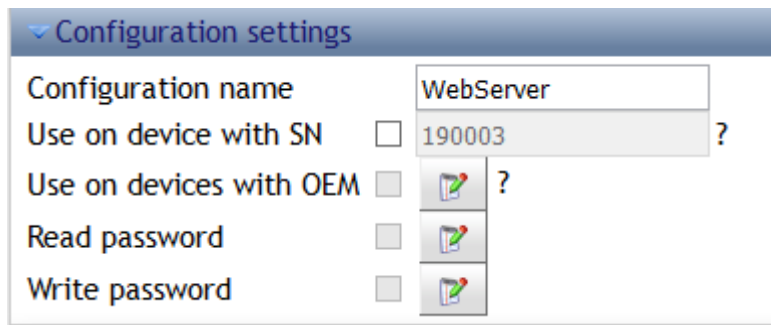 Configuration settings
Configuration name WebServer
Use on device with SN 190003 ?
Use on devices with OEM ?
Read password
Write password